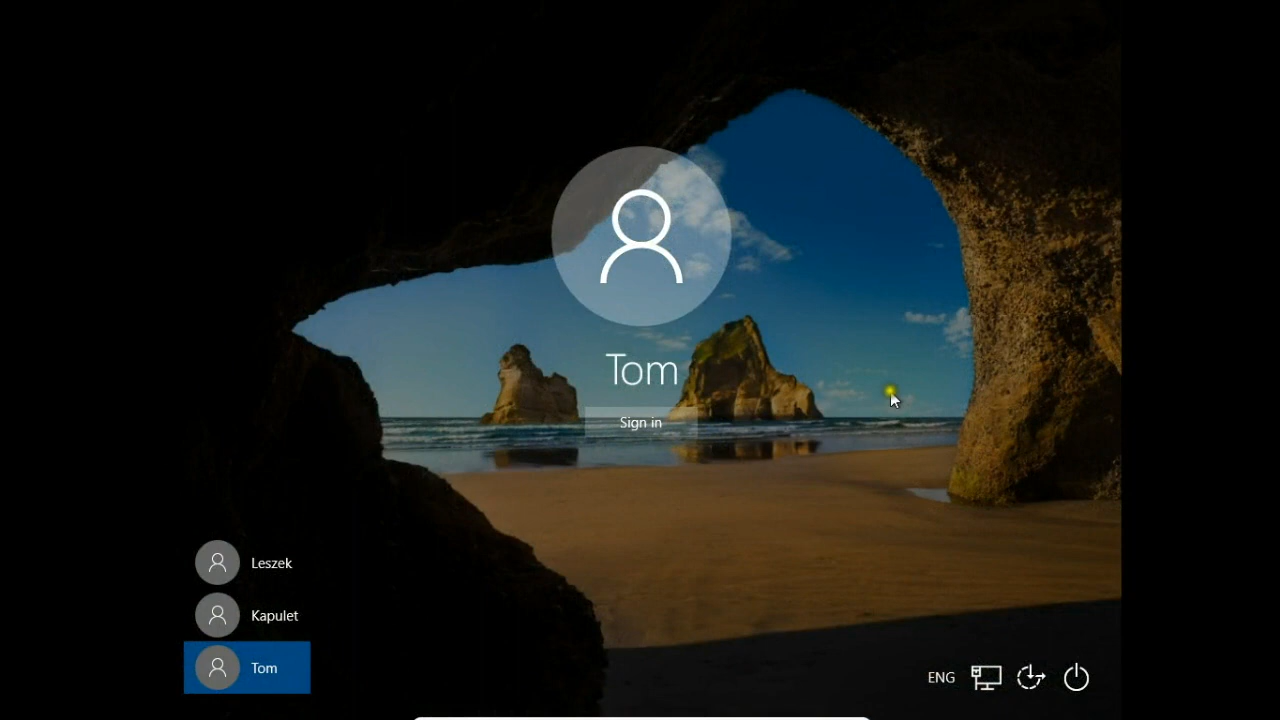 Tom
Sign in
Leszek
Kapulet
Tom
ENG